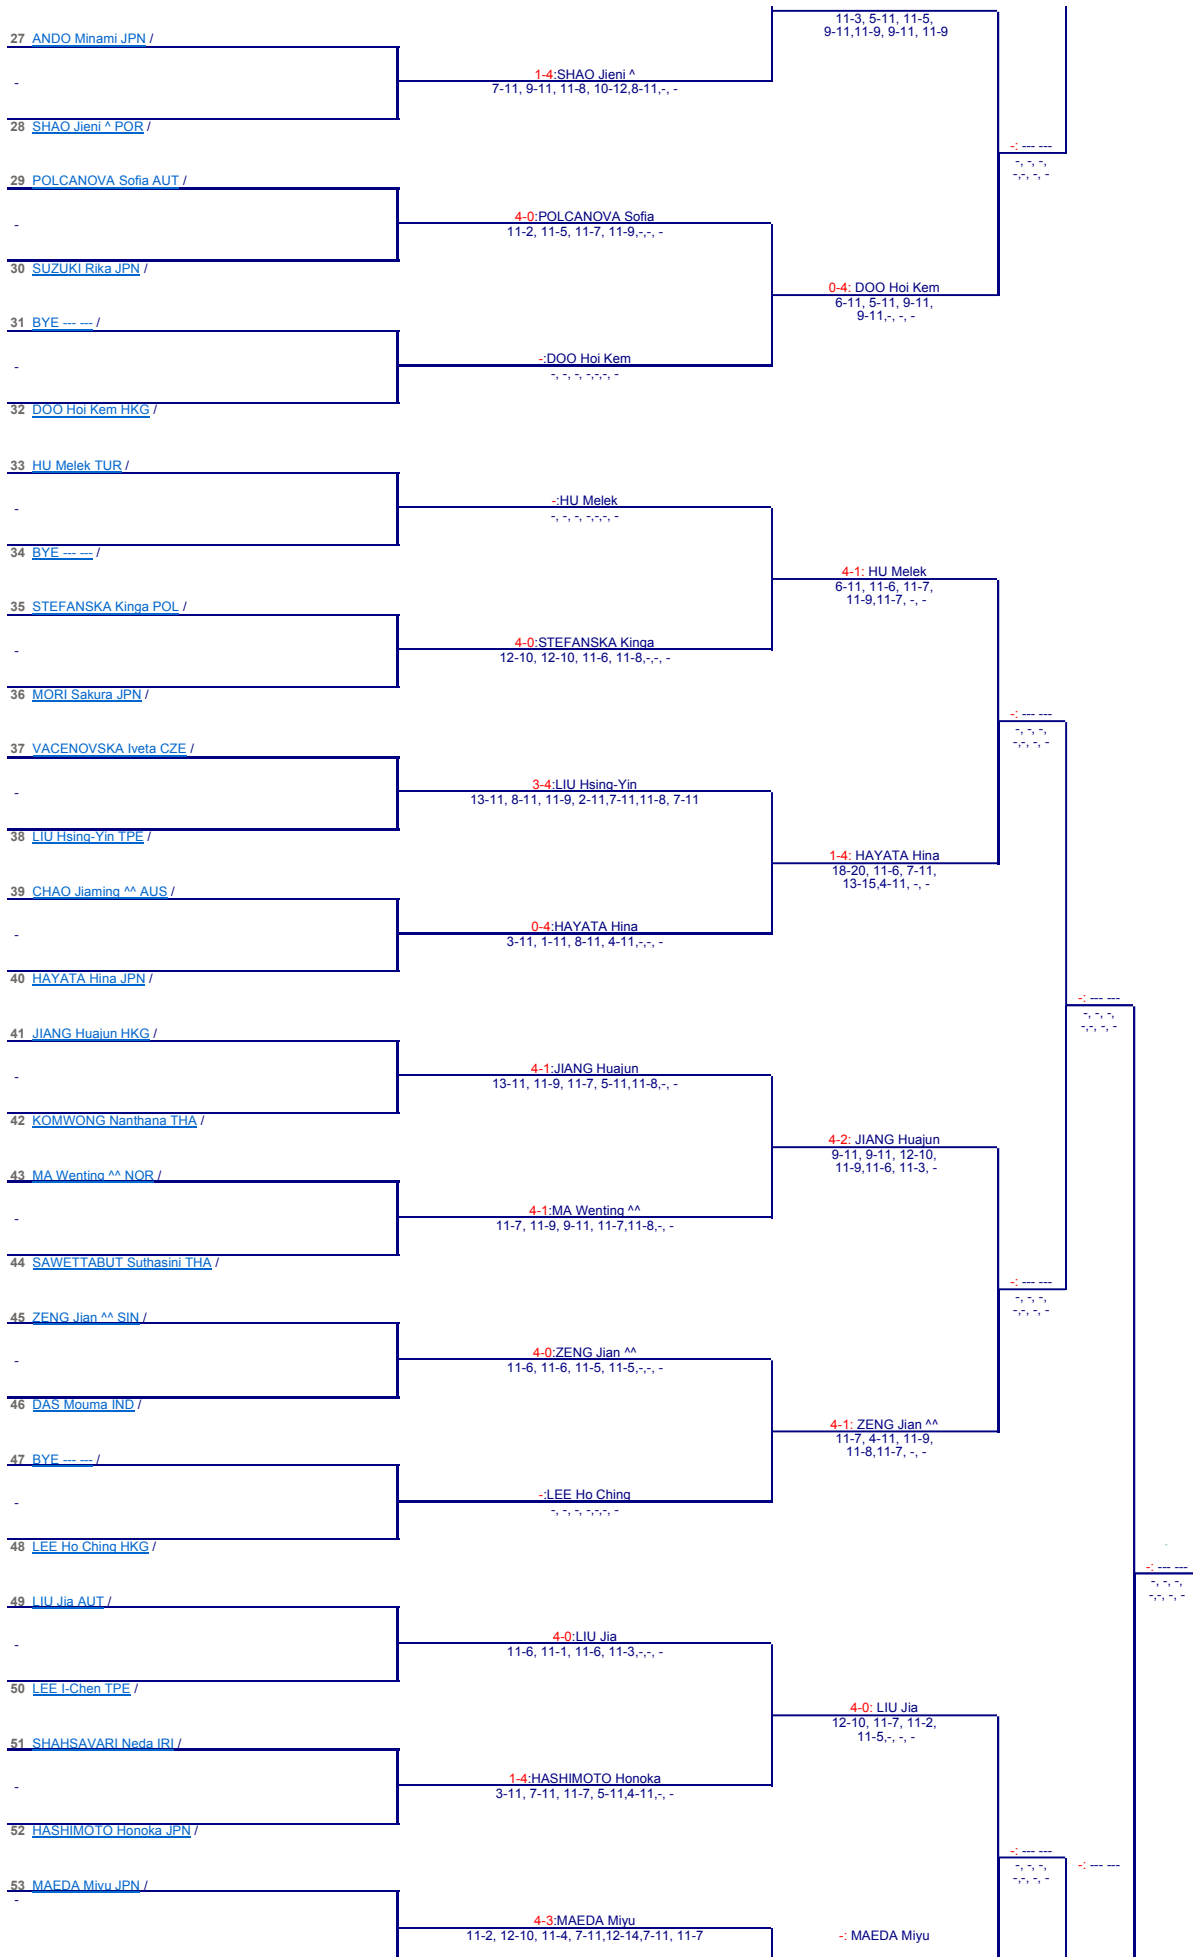 11-3, 5-11, 11-5,
9-11,11-9, 9-11, 11-9
27 ANDO Minami JPN /
-
1-4:SHAO Jieni ^
7-11, 9-11, 11-8, 10-12,8-11,-, -
28 SHAO Jieni ^ POR /
-: --- ---
-, -, -,
-,-, -, -
29 POLCANOVA Sofia AUT /
-
4-0:POLCANOVA Sofia
11-2, 11-5, 11-7, 11-9,-,-, -
30 SUZUKI Rika JPN /
0-4: DOO Hoi Kem
6-11, 5-11, 9-11,
9-11,-, -, -
31 BYE --- --- /
-
-:DOO Hoi Kem
-, -, -, -,-,-, -
32 DOO Hoi Kem HKG /
33 HU Melek TUR /
-
-:HU Melek
-, -, -, -,-,-, -
34 BYE --- --- /
4-1: HU Melek
6-11, 11-6, 11-7,
11-9,11-7, -, -
35 STEFANSKA Kinga POL /
-
4-0:STEFANSKA Kinga
12-10, 12-10, 11-6, 11-8,-,-, -
36 MORI Sakura JPN /
-: --- ---
-, -, -,
-,-, -, -
37 VACENOVSKA Iveta CZE /
-
3-4:LIU Hsing-Yin
13-11, 8-11, 11-9, 2-11,7-11,11-8, 7-11
38 LIU Hsing-Yin TPE /
1-4: HAYATA Hina
18-20, 11-6, 7-11,
13-15,4-11, -, -
39 CHAO Jiaming ^^ AUS /
-
0-4:HAYATA Hina
3-11, 1-11, 8-11, 4-11,-,-, -
40 HAYATA Hina JPN /
-: --- ---
-, -, -,
-,-, -, -
41 JIANG Huajun HKG /
-
4-1:JIANG Huajun
13-11, 11-9, 11-7, 5-11,11-8,-, -
42 KOMWONG Nanthana THA /
4-2: JIANG Huajun
9-11, 9-11, 12-10,
11-9,11-6, 11-3, -
43 MA Wenting ^^ NOR /
-
4-1:MA Wenting ^^
11-7, 11-9, 9-11, 11-7,11-8,-, -
44 SAWETTABUT Suthasini THA /
-: --- ---
-, -, -,
-,-, -, -
45 ZENG Jian ^^ SIN /
-
4-0:ZENG Jian ^^
11-6, 11-6, 11-5, 11-5,-,-, -
46 DAS Mouma IND /
4-1: ZENG Jian ^^
11-7, 4-11, 11-9,
11-8,11-7, -, -
47 BYE --- --- /
-
-:LEE Ho Ching
-, -, -, -,-,-, -
48 LEE Ho Ching HKG /
-: --- ---
-, -, -,
-,-, -, -
49 LIU Jia AUT /
-
4-0:LIU Jia
11-6, 11-1, 11-6, 11-3,-,-, -
50 LEE I-Chen TPE /
4-0: LIU Jia
12-10, 11-7, 11-2,
11-5,-, -, -
51 SHAHSAVARI Neda IRI /
-
1-4:HASHIMOTO Honoka
3-11, 7-11, 11-7, 5-11,4-11,-, -
52 HASHIMOTO Honoka JPN /
-: --- ---
-, -, -,
-,-, -, -
-: --- ---
53 MAEDA Miyu JPN /
-
4-3:MAEDA Miyu
11-2, 12-10, 11-4, 7-11,12-14,7-11, 11-7
-: MAEDA Miyu